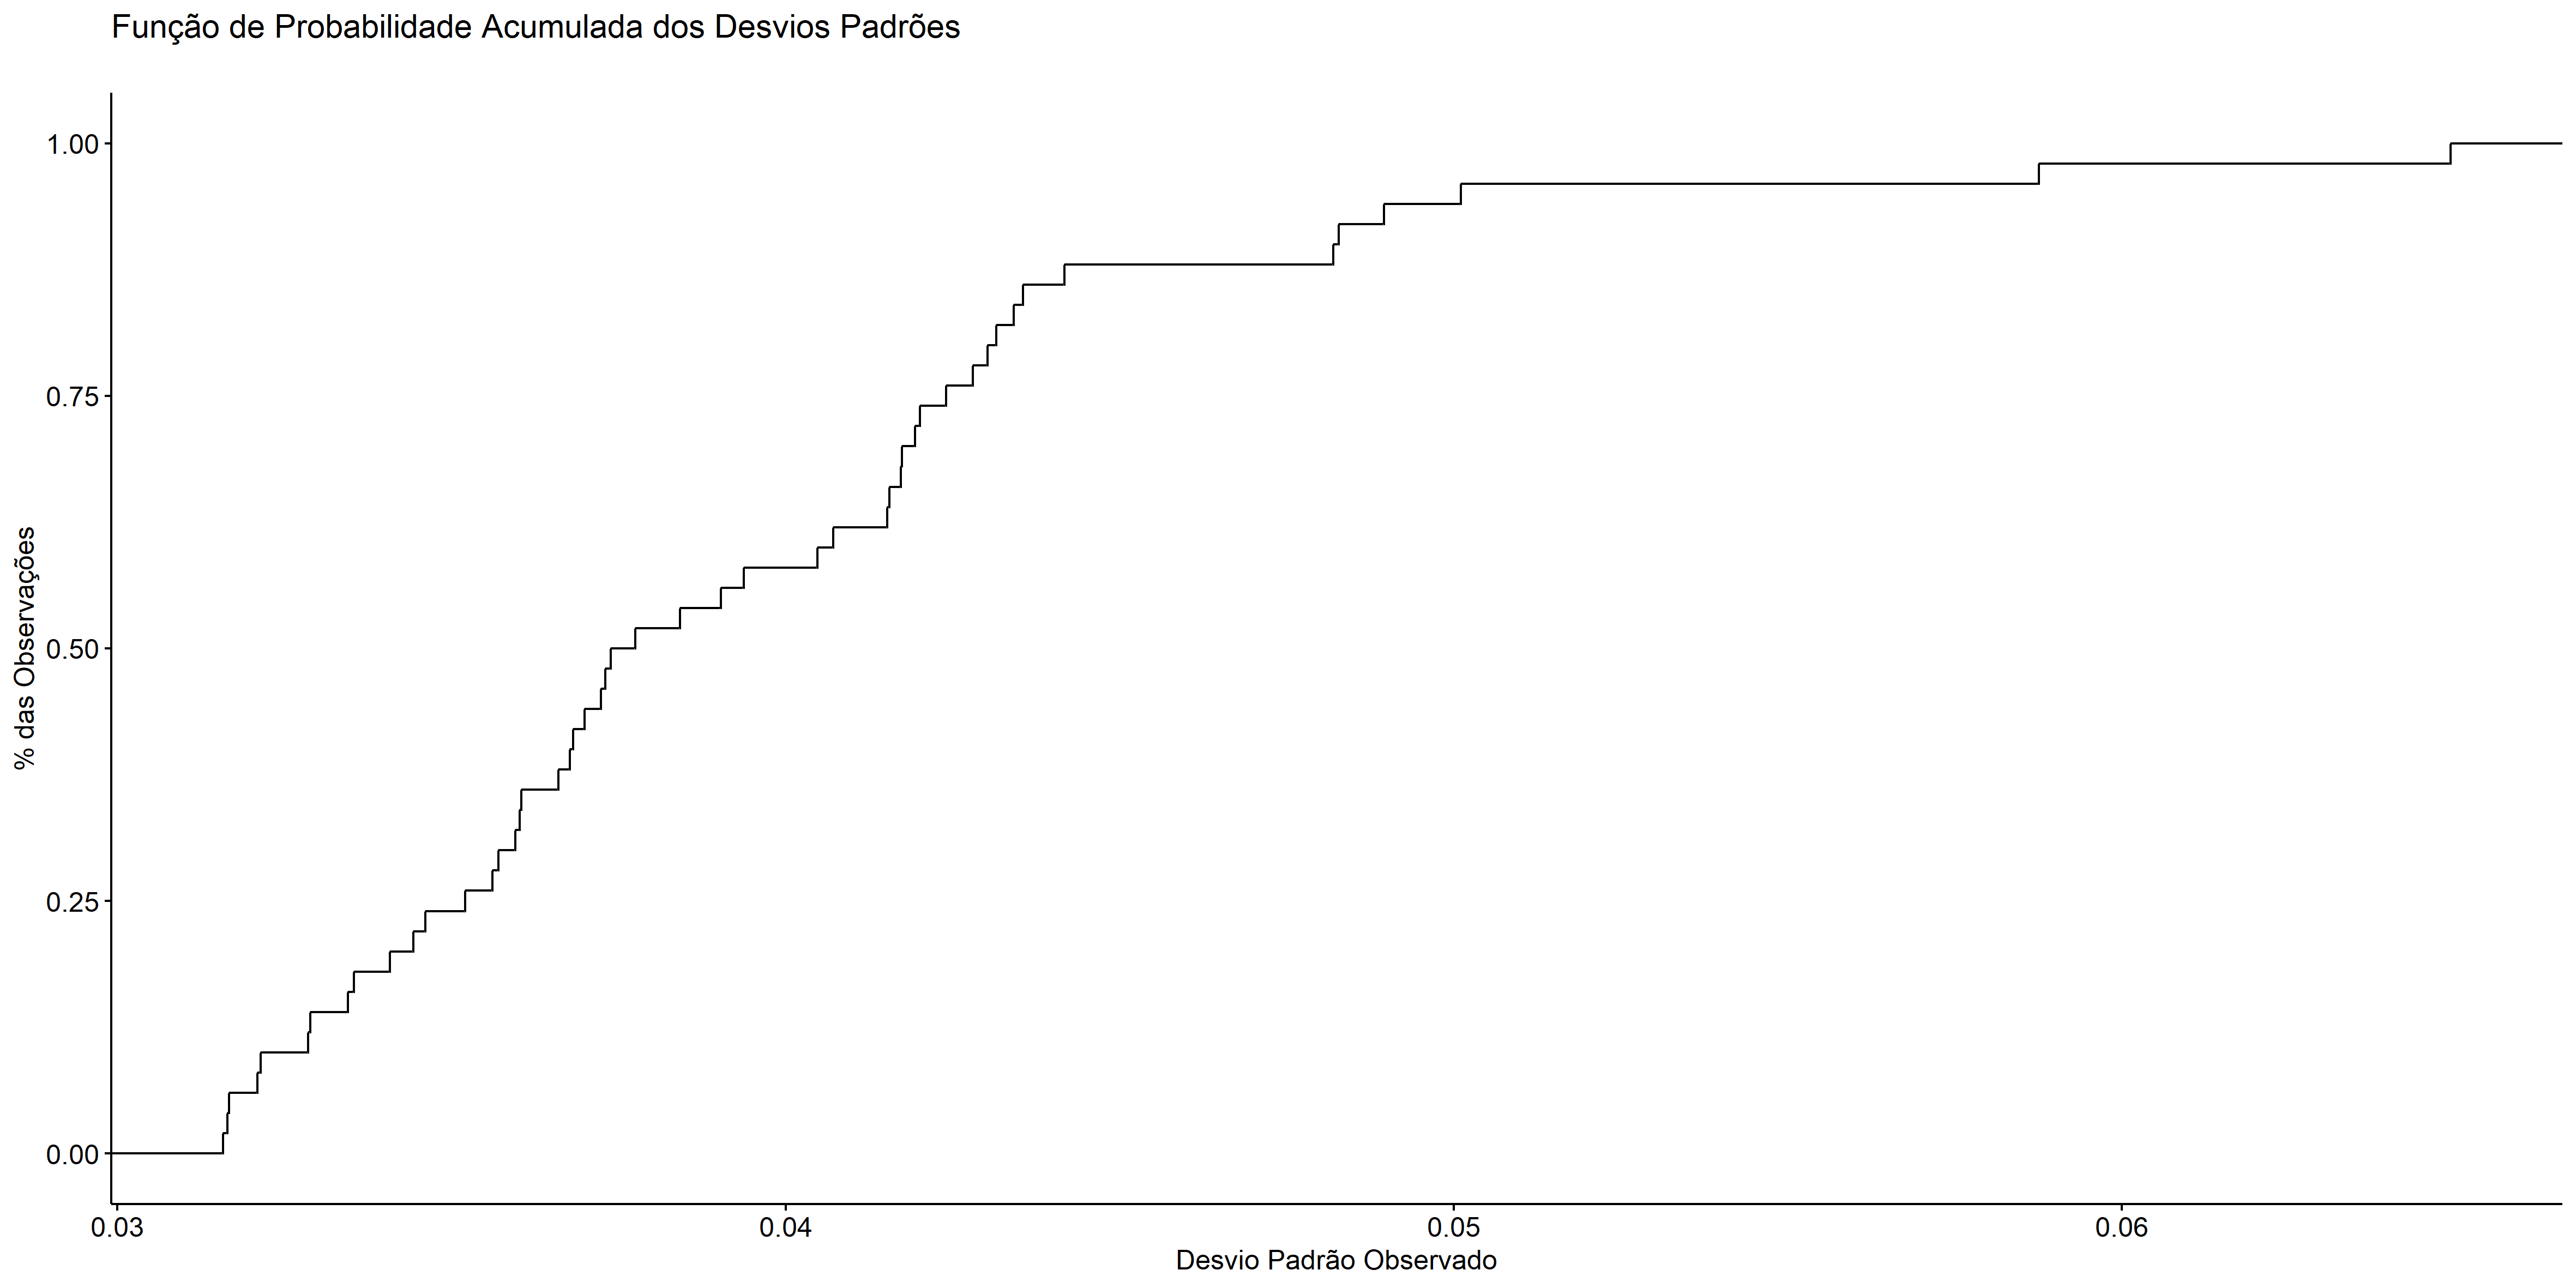 Função de Probabilidade Acumulada dos Desvios Padrões
1.00
0.75
0.50
0.25
0.00
% das Observações
0.03 0.04 0.05 0.06
Desvio Padrão Observado